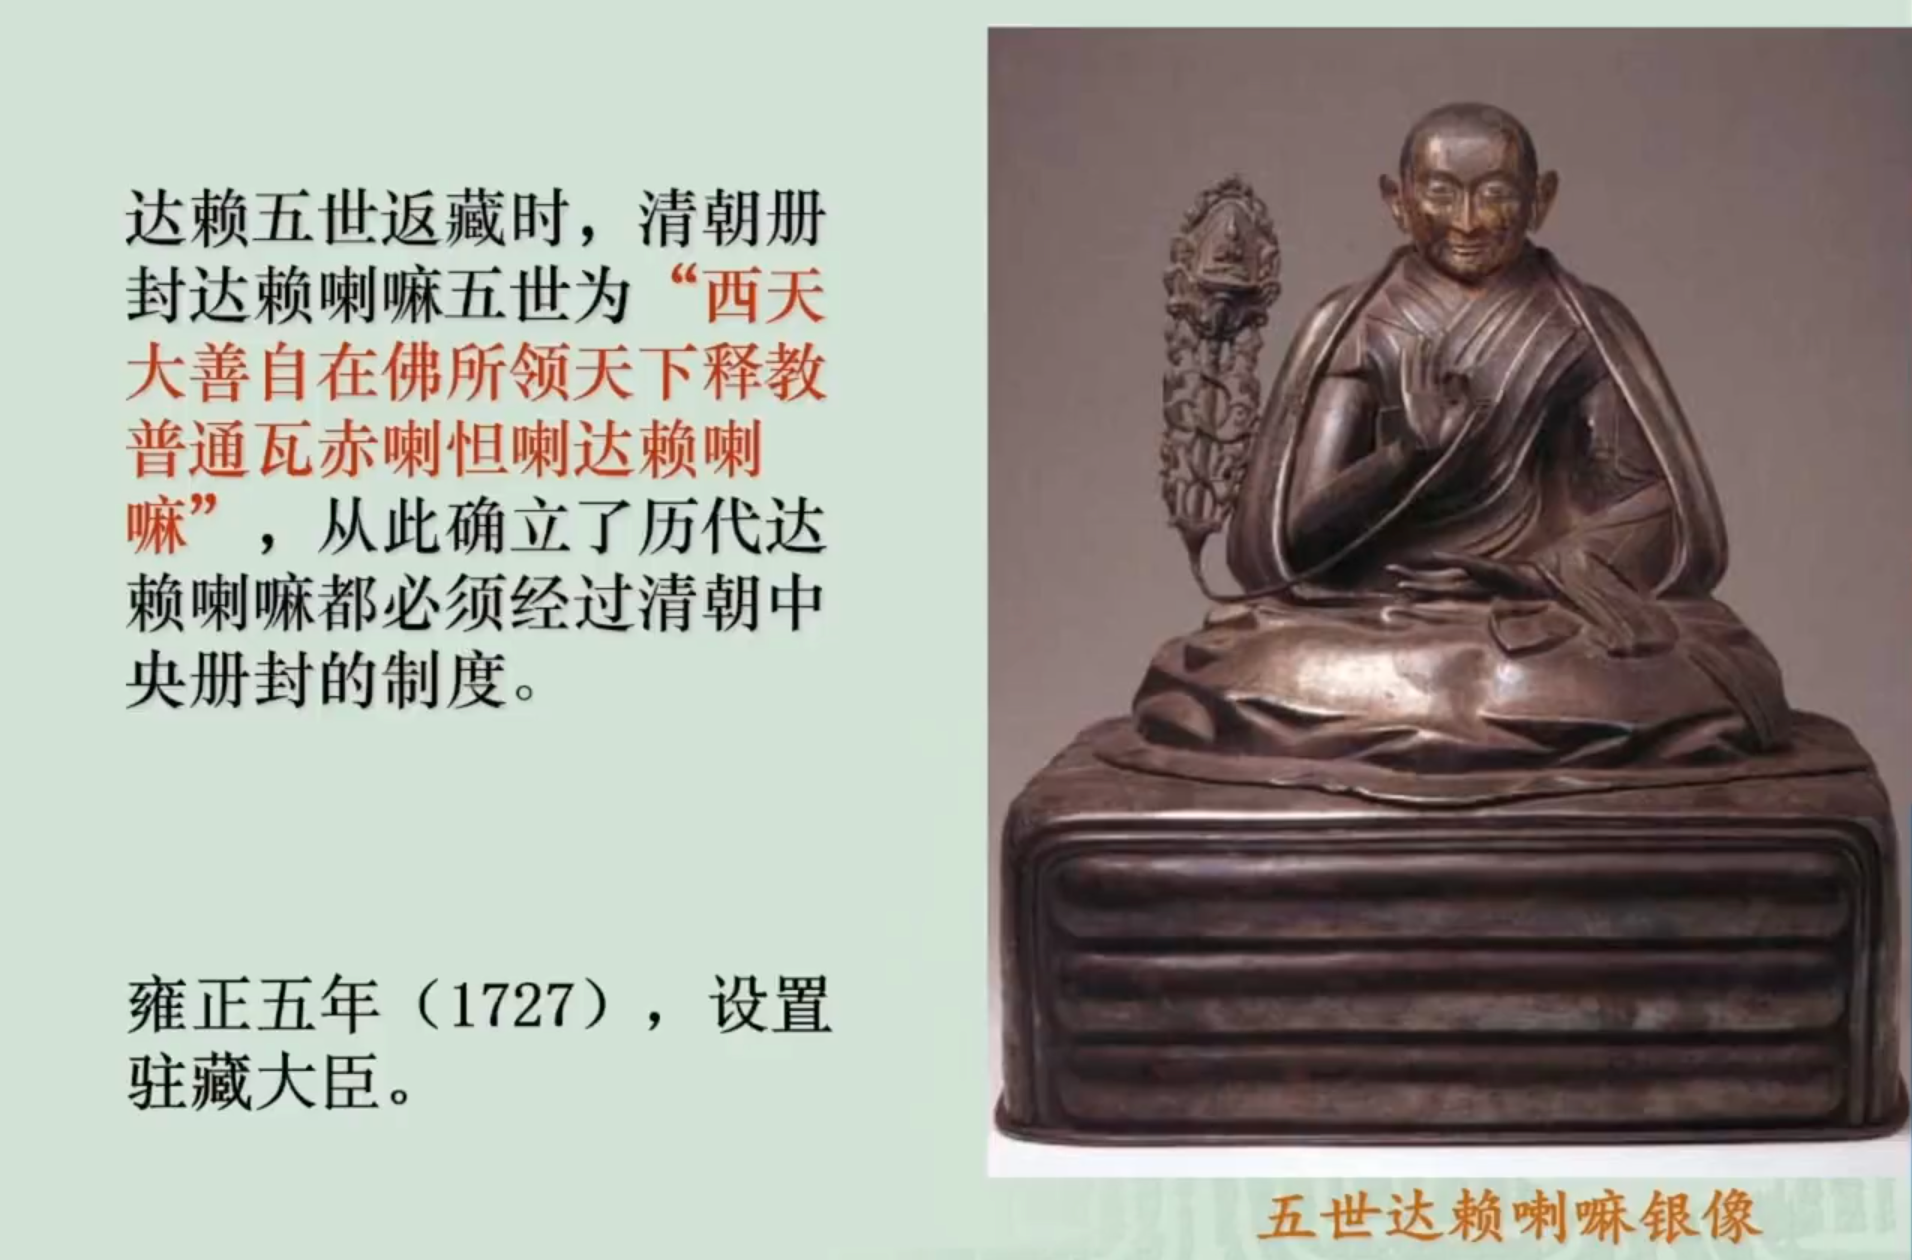 达赖五世返藏时，清朝册
封达赖喇嘛五世为“西天
大善自在佛所领天下释教
普通瓦赤喇怛喇达赖喇
嘛”，从此确立了历代达
赖喇嘛都必须经过清朝中
央册封的制度。
雍正五年（1727），设置
驻藏大臣。
五世达赖喇嘛银像